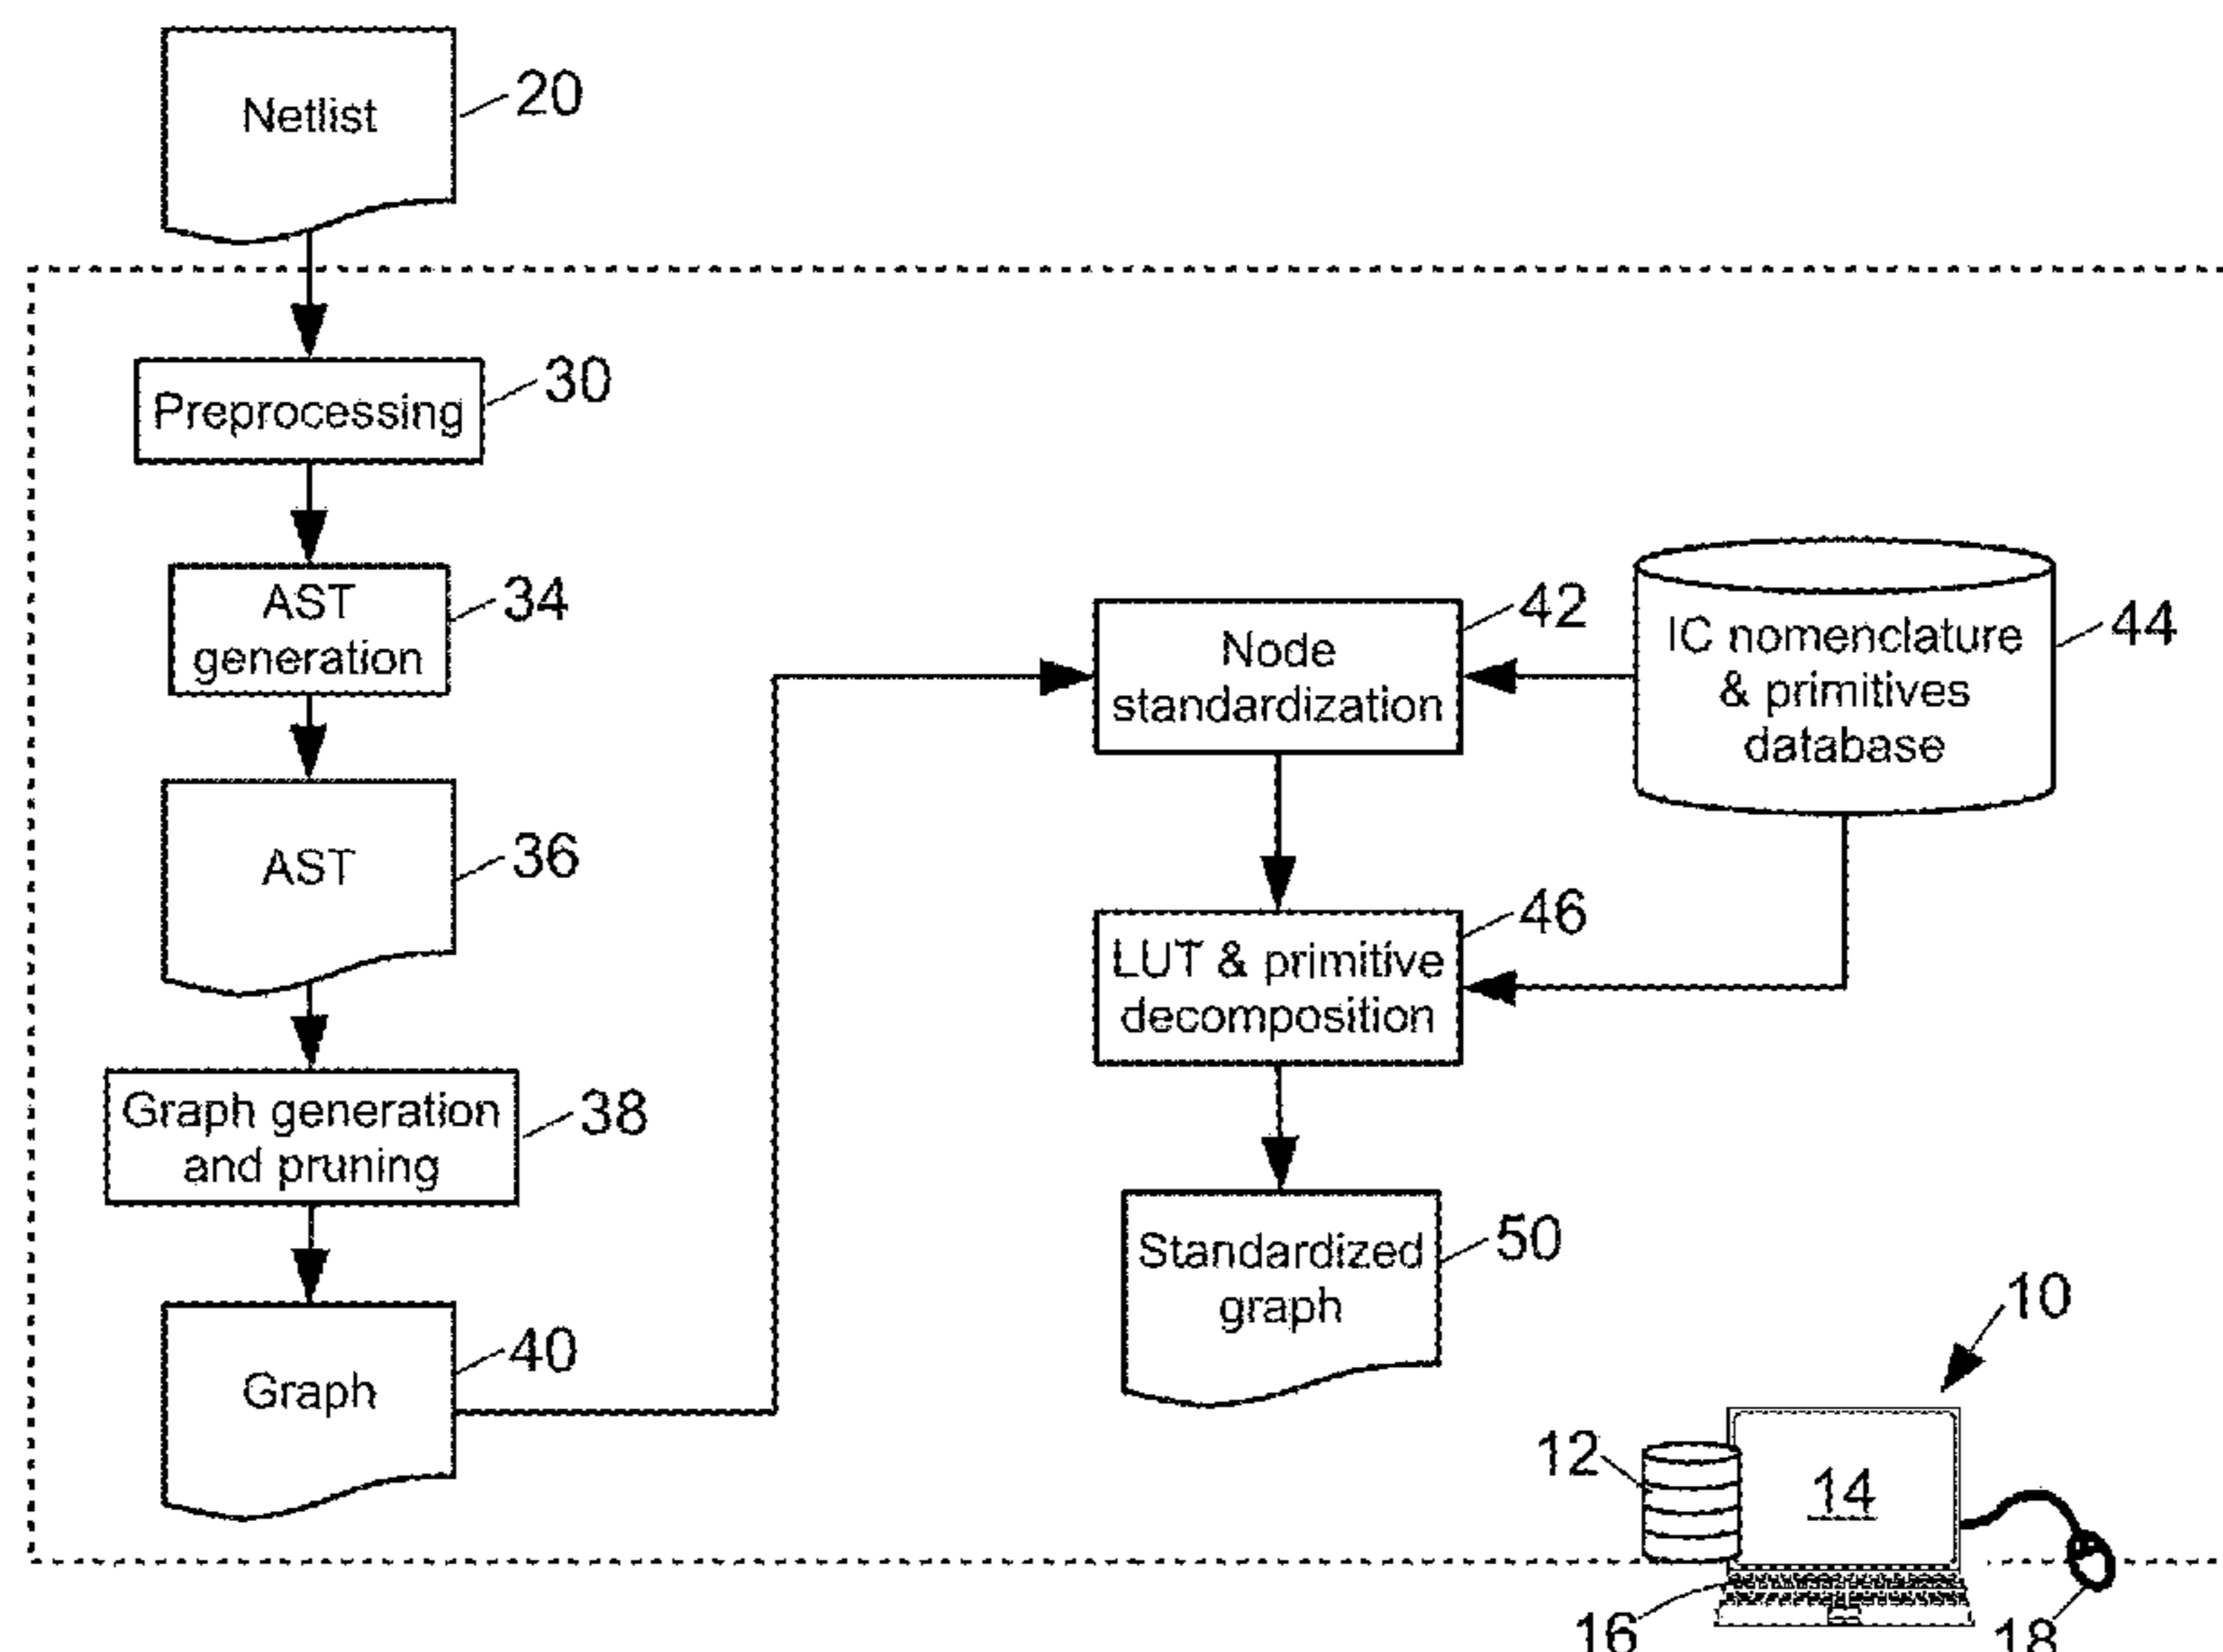 Netlist
20
Preprocessing
30
AST
generation
34
AST
36
Graph generation
and pruning
38
Graph
40
Node
standardization
42
IC nomenclature
& primitives
database
44
LUT & primitive
decomposition
46
Standardized
graph
50
10
12
14
16
18